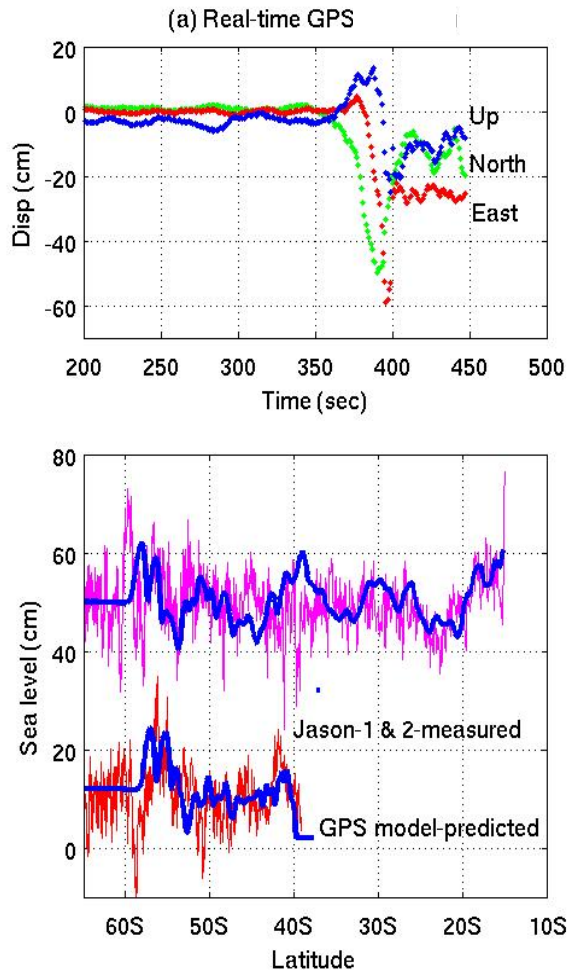 (a) Real-time GPS
20
0
-20
-40
-60
Disp (cm)
Up
North
East
200 250 300 350 400 450 500
Time (sec)
80
60
40
20
0
Sea level (cm)
Jason-1 & 2-measured
GPS model-predicted
60S 50S 40S 30S 20S 10S
Latitude